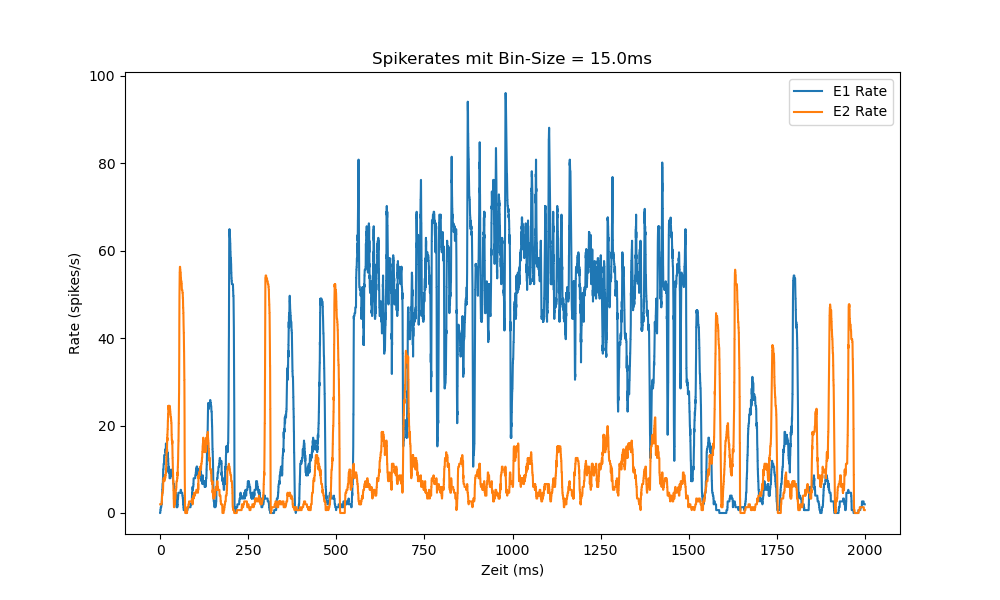 Spikerates mit Bin-Size = 15.0ms
E1 Rate
E2 Rate
100
80
60
40
20
0
Rate (spikes/s)
0 250 500 750 1000 1250 1500 1750 2000
Zeit (ms)